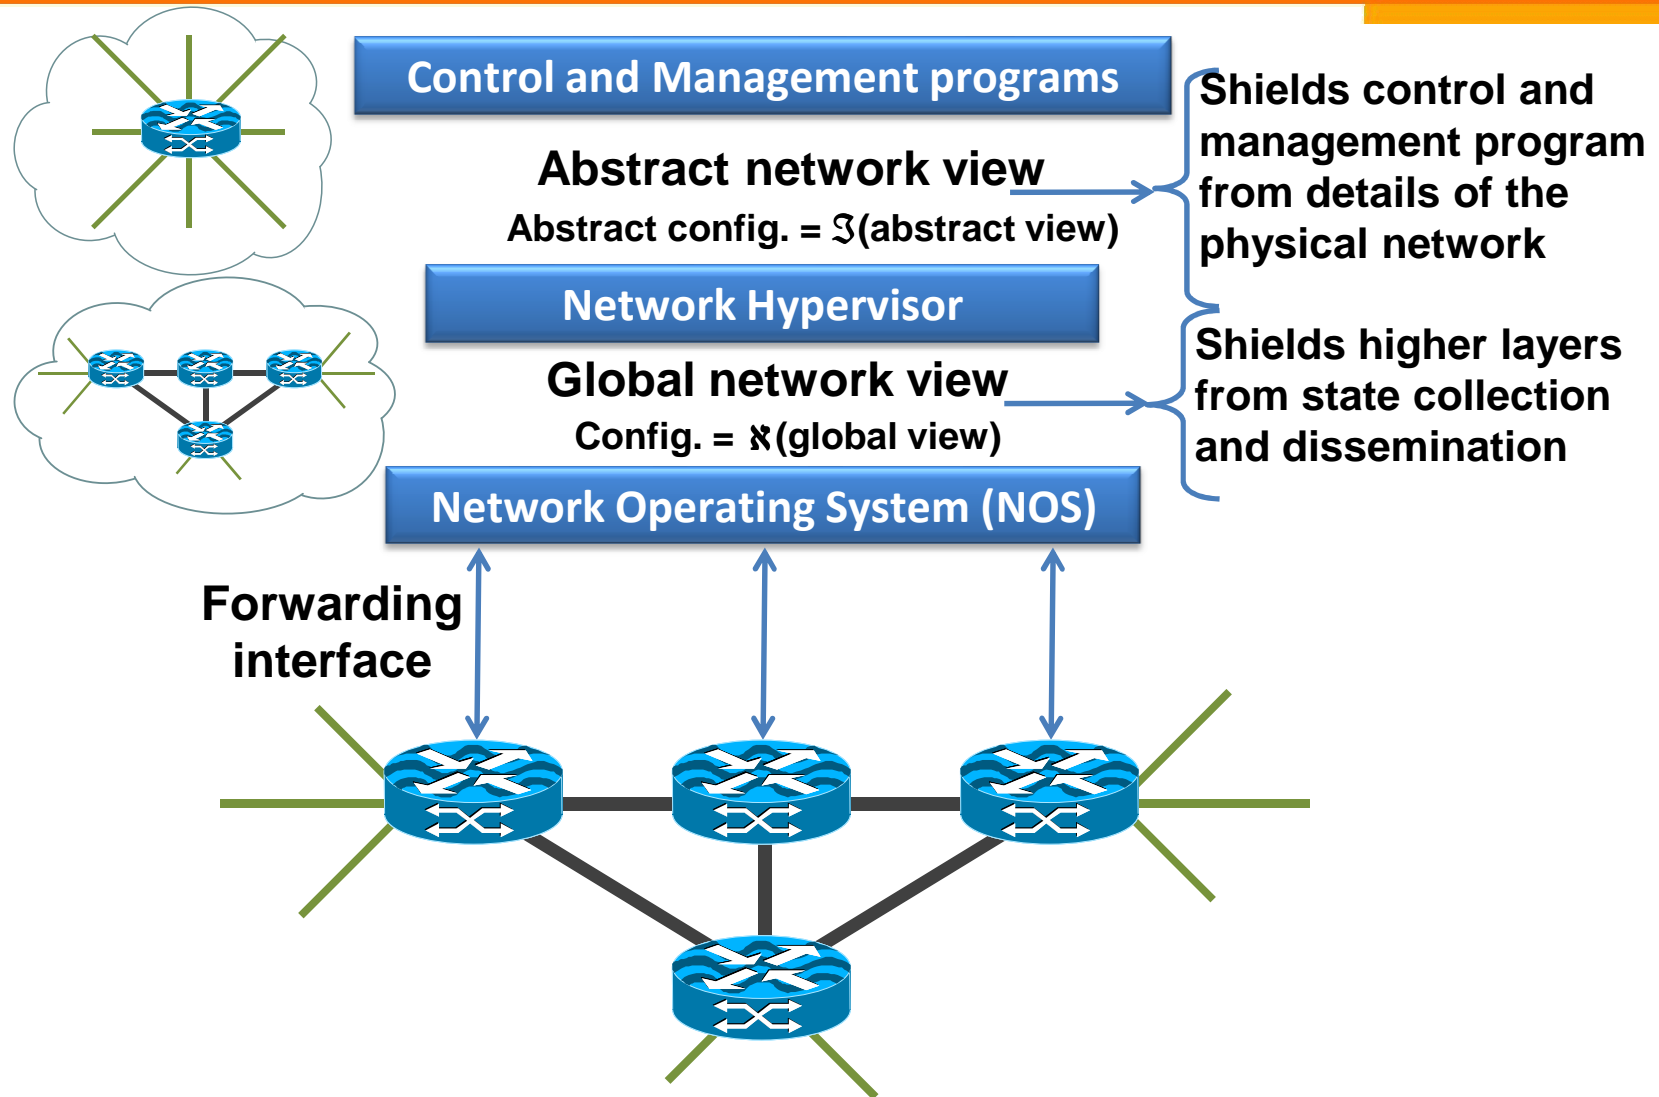 Control and Management programs
Shields control and
management program
from details of the
physical network
Abstract network view
Abstract config. = ℑ(abstract view)
Network Hypervisor
Shields higher layers
from state collection
and dissemination
Global network view
Config. = ℵ(global view)
Network Operating System (NOS)
Forwarding
interface